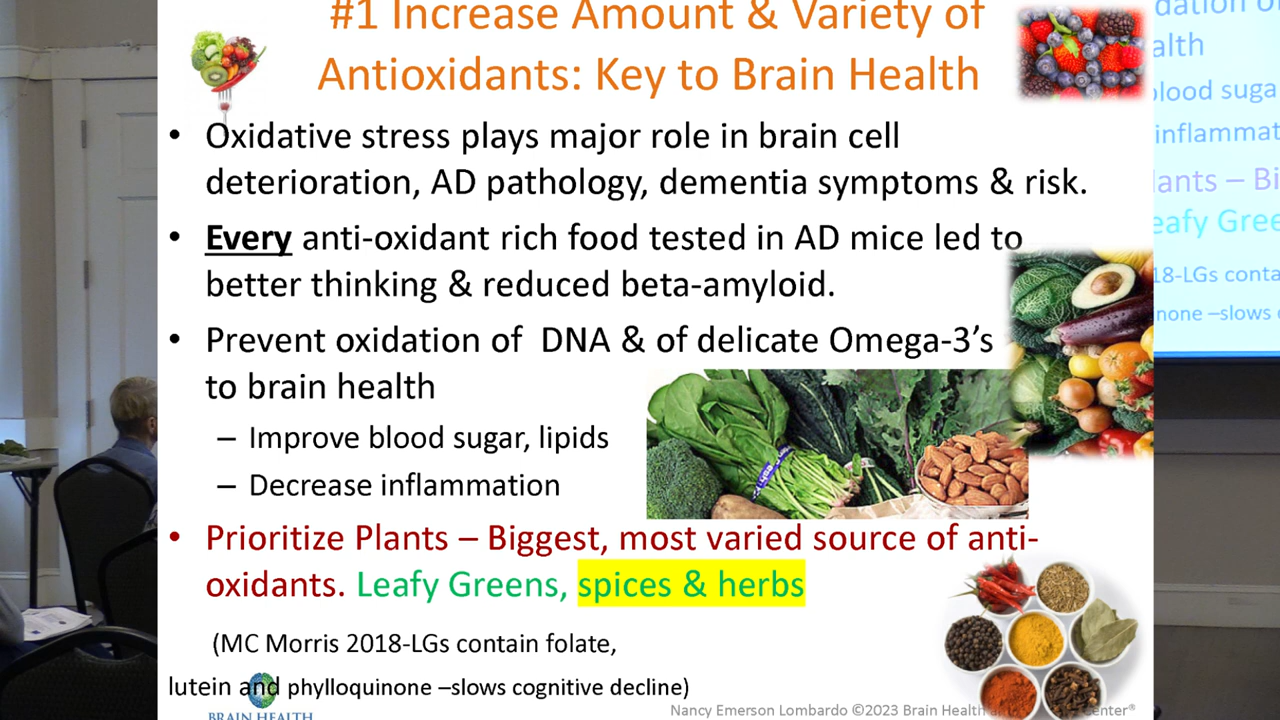 #1 Increase Amount & Variety of
Antioxidants: Key to Brain Health
• Oxidative stress plays major role in brain cell
deterioration, AD pathology, dementia symptoms & risk.
• Every anti-oxidant rich food tested in AD mice led to
better thinking & reduced beta-amyloid.
• Prevent oxidation of DNA & of delicate Omega-3’s
to brain health
– Improve blood sugar, lipids
– Decrease inflammation
• Prioritize Plants – Biggest, most varied source of anti-
oxidants. Leafy Greens, spices & herbs
(MC Morris 2018-LGs contain folate,
lutein and phylloquinone –slows cognitive decline)
BRAIN HEALTH
Nancy Emerson Lombardo ©2023 Brain Health enter®
dation of
alth
lood suga
inflammat
ants – Bi
eafy Gree
18-LGs conta
none –slows